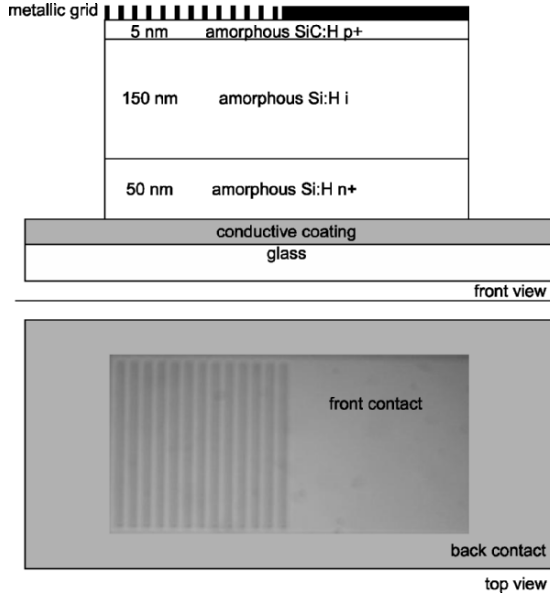 metallic grid
5 nm amorphous SiC:H p+
150 nm amorphous Si:H i
50 nm amorphous Si:H n+
conductive coating
glass
front view
front contact
back contact
top view